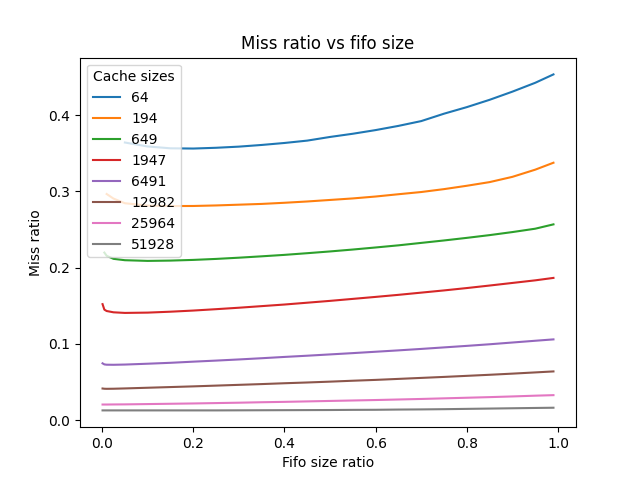 Miss ratio vs fifo size
Cache sizes
64
194
649
1947
6491
12982
25964
51928
Miss ratio
0.4
0.3
0.2
0.1
0.0
0.0 0.2 0.4 0.6 0.8 1.0
Fifo size ratio